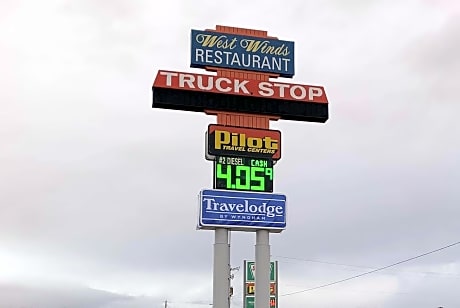 West Winds
RESTAURANT
TRUCK STOP
Pilot
TRAVEL CENTERS
#2 DIESEL CASH
4.05⁹
Travelodge
BY WYNDHAM